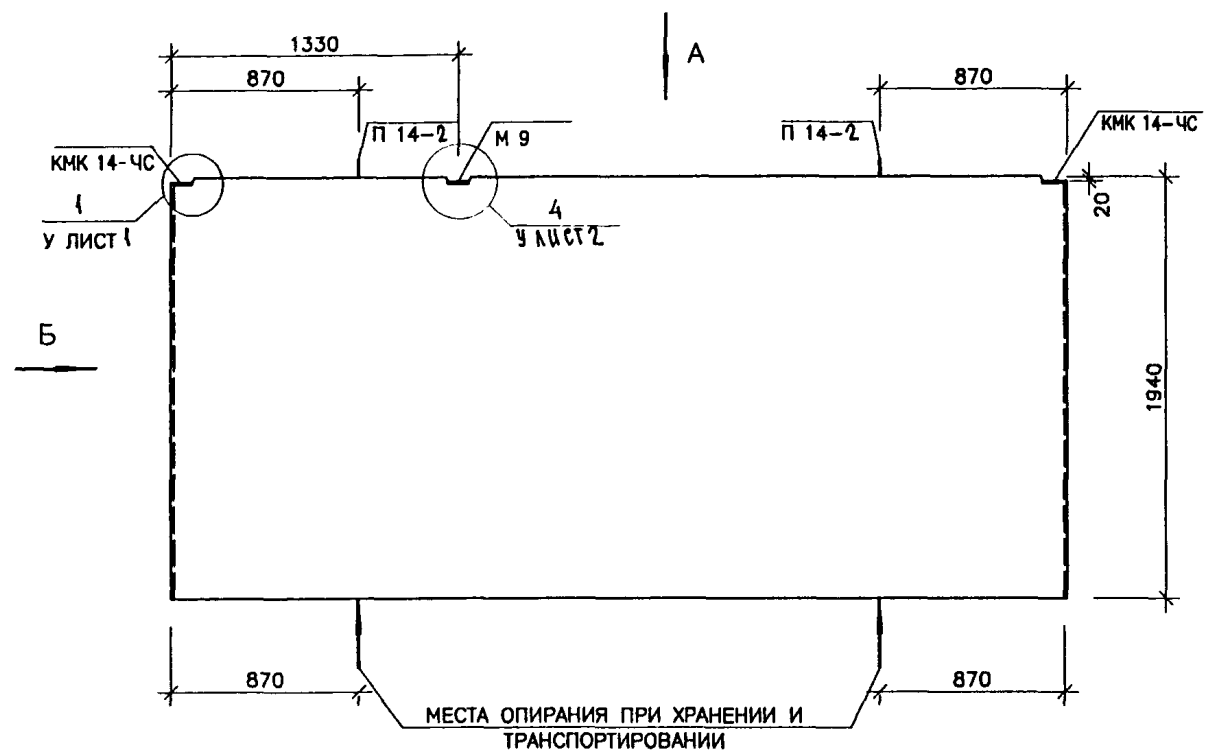 1330
А
870
870
П 14-2
М 9
П 14-2
КМК 14-ЧС
КМК 14-ЧС
1
У ЛИСТ 1
4
У ЛИСТ 2
20
Б
1940
870
870
МЕСТА ОПИРАНИЯ ПРИ ХРАНЕНИИ И
ТРАНСПОРТИРОВАНИИ